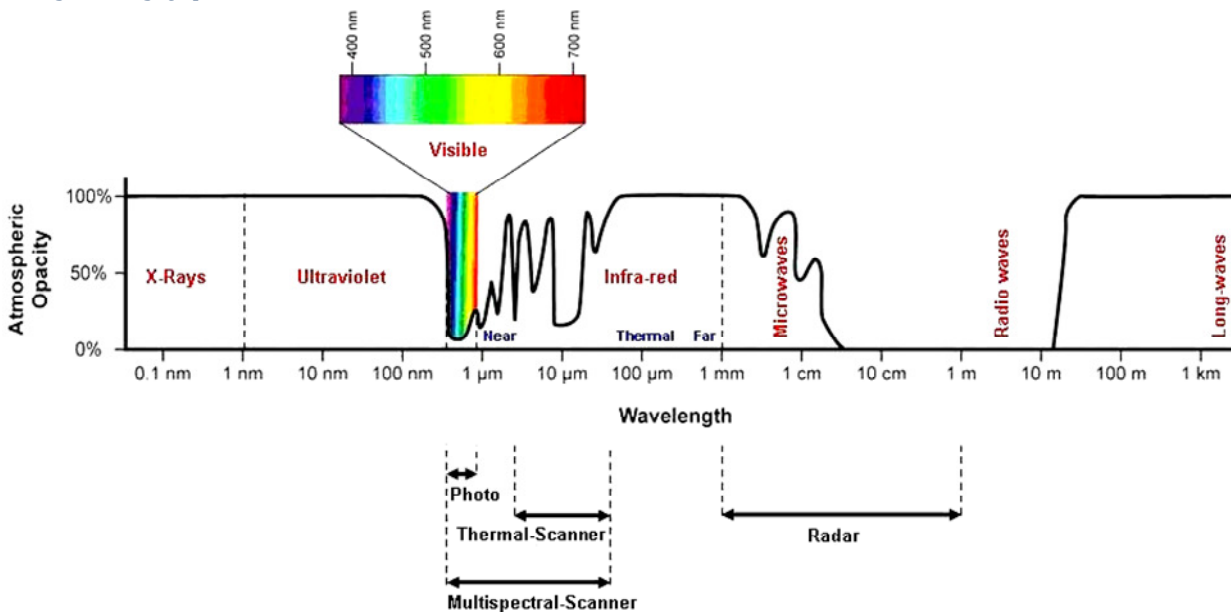 400 nm
500 nm
600 nm
700 nm
Visible
Atmospheric
Opacity
100%
50%
0%
X-Rays
Ultraviolet
Infra-red
Microwaves
Radio waves
Long-waves
Near
Thermal
Far
0.1 nm
1 nm
10 nm
100 nm
1 µm
10 µm
100 µm
1 mm
1 cm
10 cm
1 m
10 m
100 m
1 km
Wavelength
Photo
Thermal-Scanner
Radar
Multispectral-Scanner